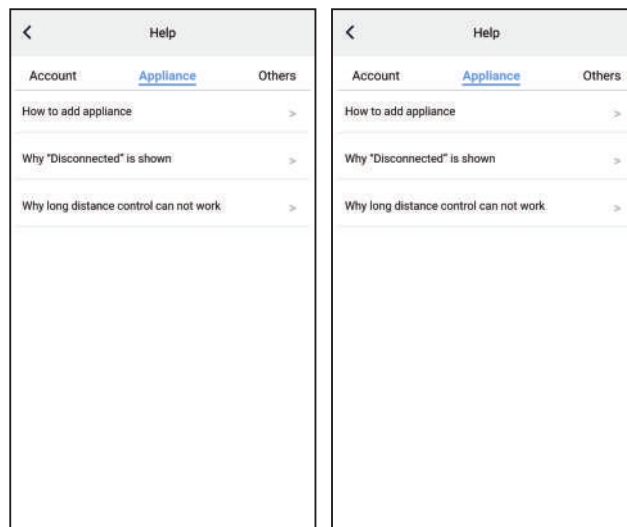 Help
Account Appliance Others
How to add appliance >
Why "Disconnected" is shown >
Why long distance control can not work >
Help
Account Appliance Others
How to add appliance >
Why "Disconnected" is shown >
Why long distance control can not work >